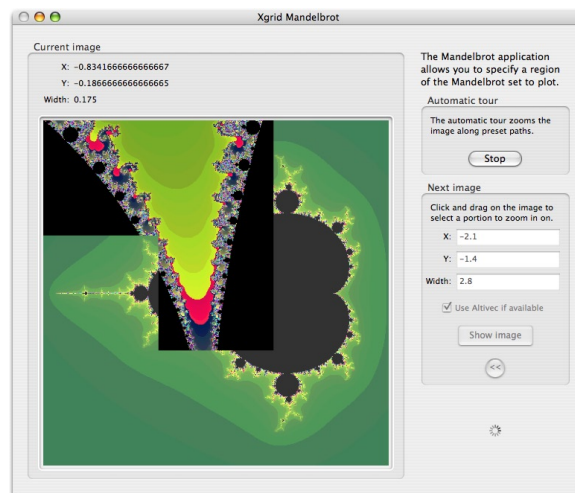 Xgrid Mandelbrot
Current image
X: -0.8341666666666667
Y: -0.1866666666666665
Width: 0.175
The Mandelbrot application
allows you to specify a region
of the Mandelbrot set to plot.
Automatic tour
The automatic tour zooms the
image along preset paths.
Stop
Next image
Click and drag on the image to
select a portion to zoom in on.
X: -2.1
Y: -1.4
Width: 2.8
Use Altivec if available
Show image
<<